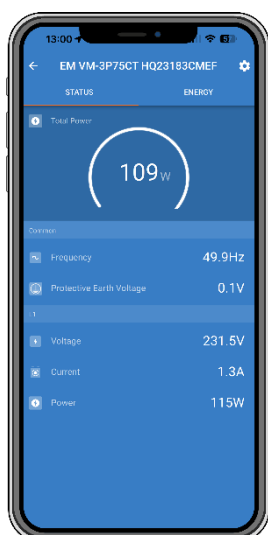 13:00
EM VM-3P75CT HQ23183CMEF
STATUS ENERGY
Total Power
109W
Common
Frequency 49.9Hz
Protective Earth Voltage 0.1V
L1
Voltage 231.5V
Current 1.3A
Power 115W